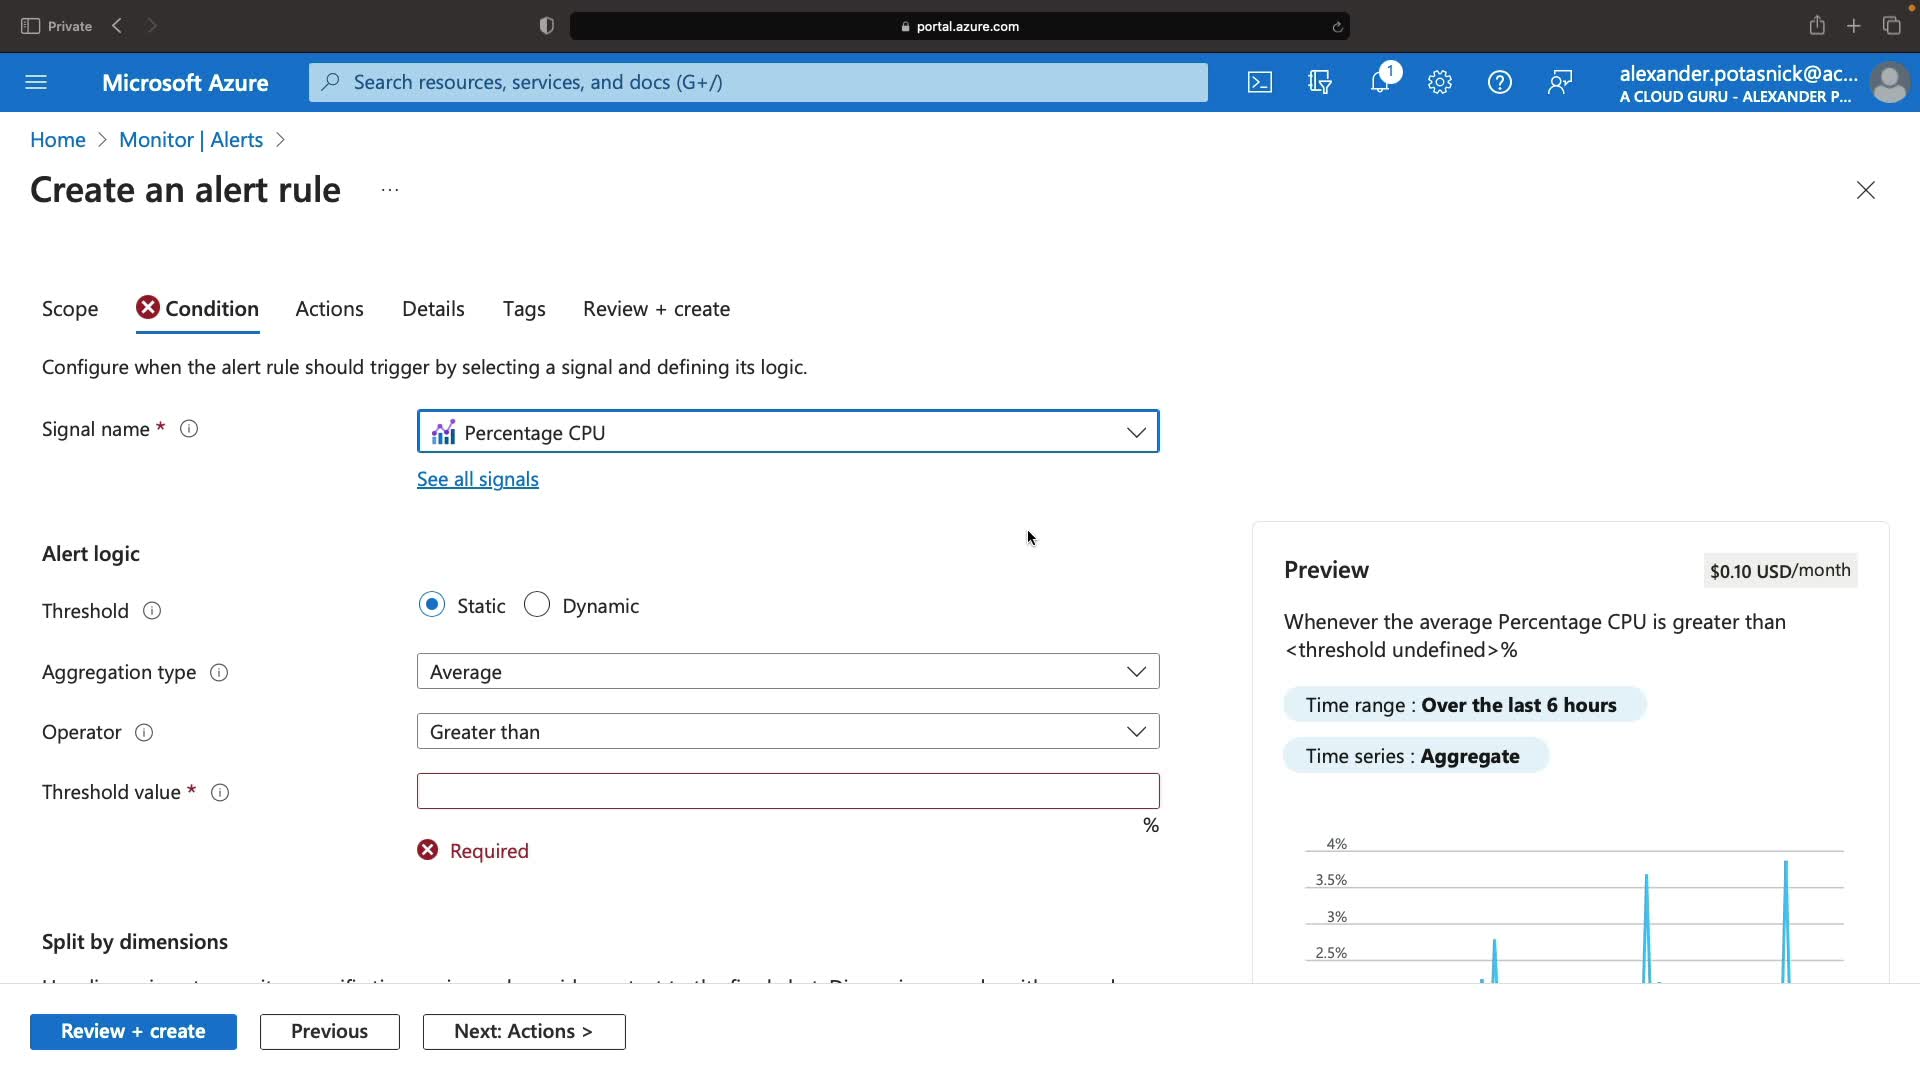 Private
portal.azure.com
Microsoft Azure
Search resources, services, and docs (G+/)
1
alexander.potasnick@ac...
A CLOUD GURU - ALEXANDER P...
Home > Monitor | Alerts >
Create an alert rule ...
Scope Condition Actions Details Tags Review + create
Configure when the alert rule should trigger by selecting a signal and defining its logic.
Signal name *
Percentage CPU
See all signals
Alert logic
Threshold
Static Dynamic
Aggregation type
Average
Operator
Greater than
Threshold value *
%
Required
Split by dimensions
Preview
$0.10 USD/month
Whenever the average Percentage CPU is greater than
<threshold undefined>%
Time range : Over the last 6 hours
Time series : Aggregate
4%
3.5%
3%
2.5%
Review + create
Previous
Next: Actions >